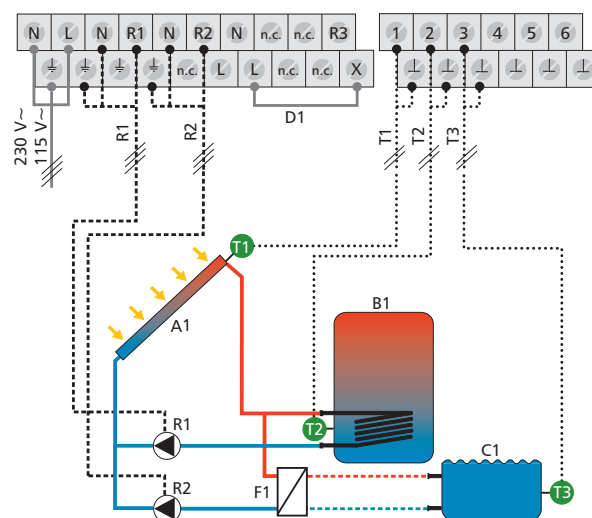 N L N R1 N R2 N n.c. n.c. R3
n.c. L L n.c. n.c. X
1 2 3 4 5 6
D1
230 V~
115 V~
R1
R2
T1
T2
T3
T1
A1
B1
R1
T2
C1
R2
F1
T3